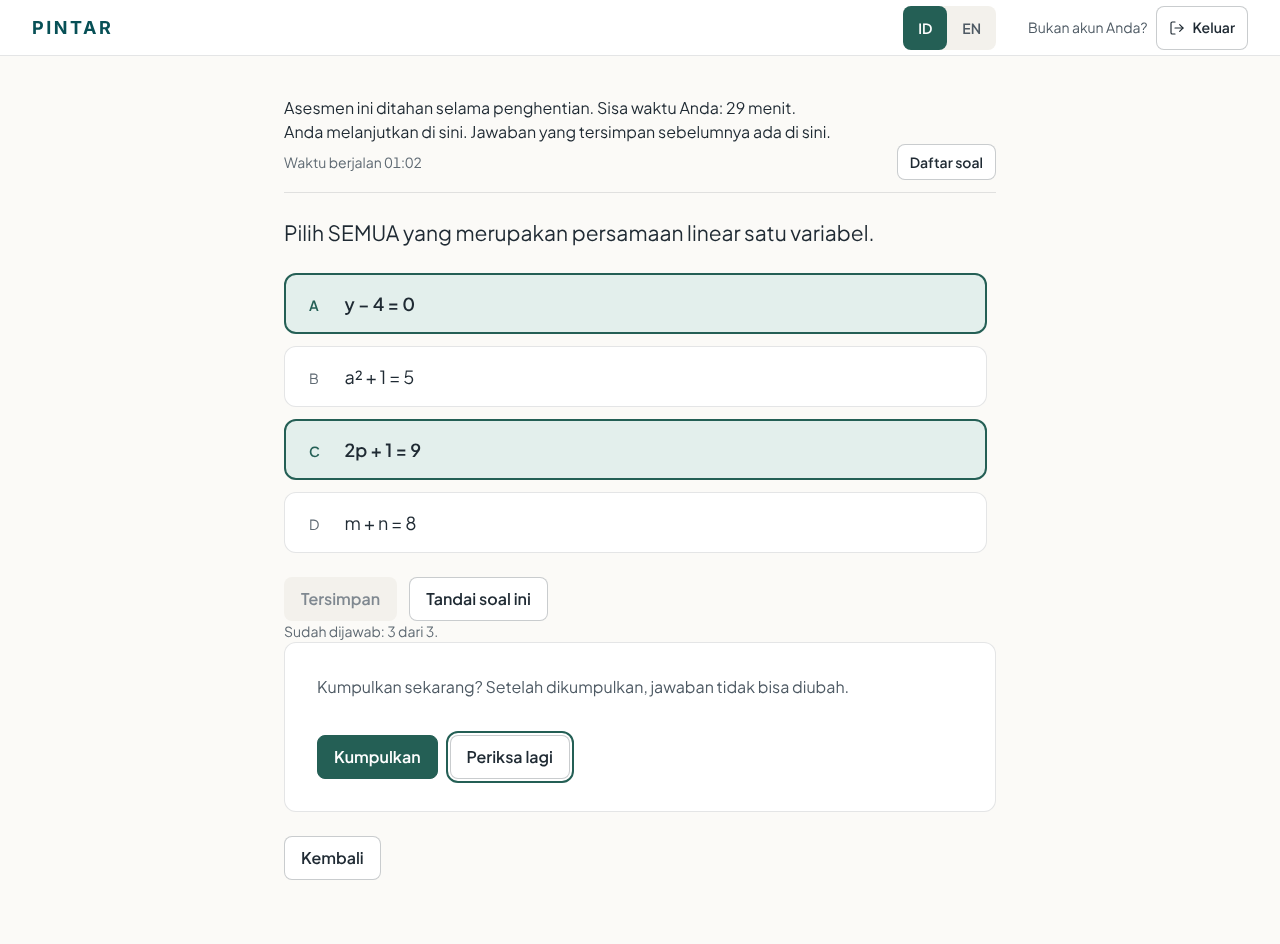 PINTAR
ID EN Bukan akun Anda? Keluar
Asesmen ini ditahan selama penghentian. Sisa waktu Anda: 29 menit.
Anda melanjutkan di sini. Jawaban yang tersimpan sebelumnya ada di sini.
Waktu berjalan 01:02 Daftar soal
Pilih SEMUA yang merupakan persamaan linear satu variabel.
A y − 4 = 0
B a² + 1 = 5
C 2p + 1 = 9
D m + n = 8
Tersimpan Tandai soal ini
Sudah dijawab: 3 dari 3.
Kumpulkan sekarang? Setelah dikumpulkan, jawaban tidak bisa diubah.
Kumpulkan Periksa lagi
Kembali